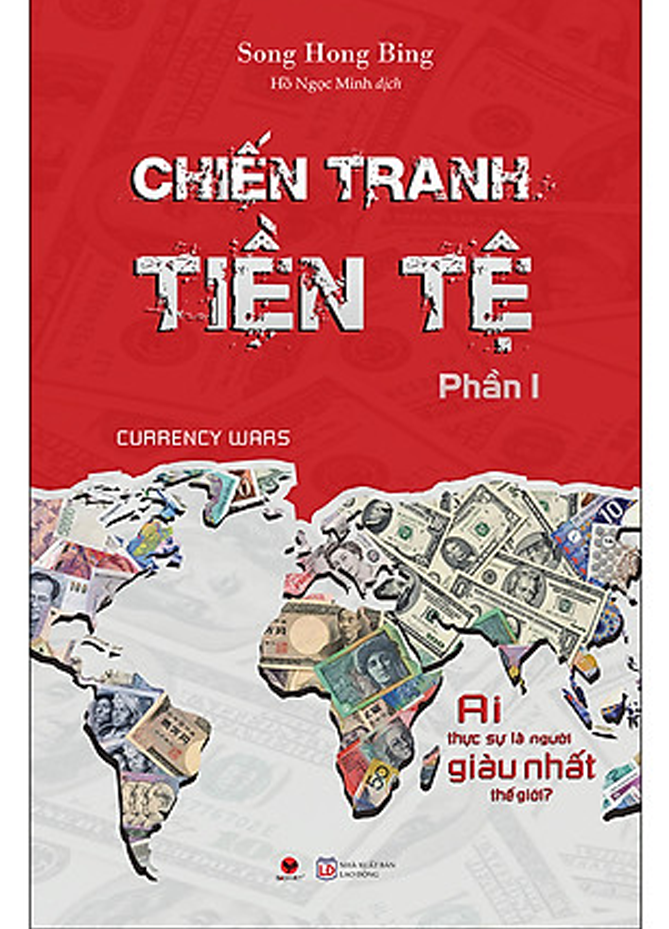 Song Hong Bing
Hồ Ngọc Minh dịch
CHIẾN TRANH
TIỀN TỆ
Phần I
CURRENCY WARS
Ai
thực sự là người
giàu nhất
thế giới?
NHÀ XUẤT BẢN
LAO ĐỘNG
LĐ